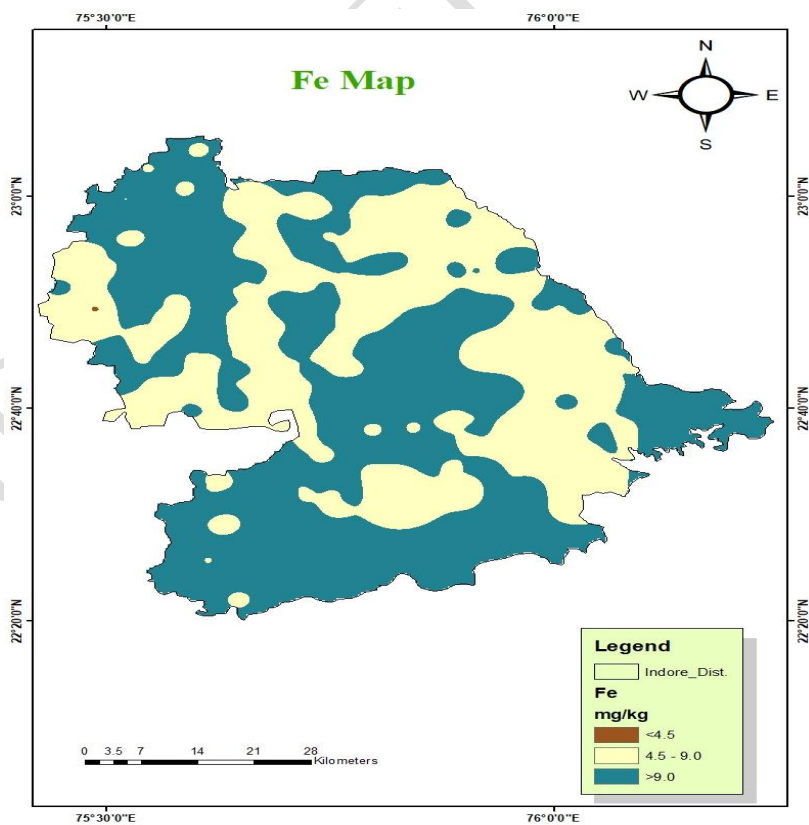 75°30'0"E 76°0'0"E
Fe Map
N
W E
S
23°0'0"N 23°0'0"N
22°40'0"N 22°40'0"N
22°20'0"N 22°20'0"N
Legend
Indore_Dist.
Fe
mg/kg
<4.5
4.5 - 9.0
>9.0
0 3.5 7 14 21 28
Kilometers
75°30'0"E 76°0'0"E